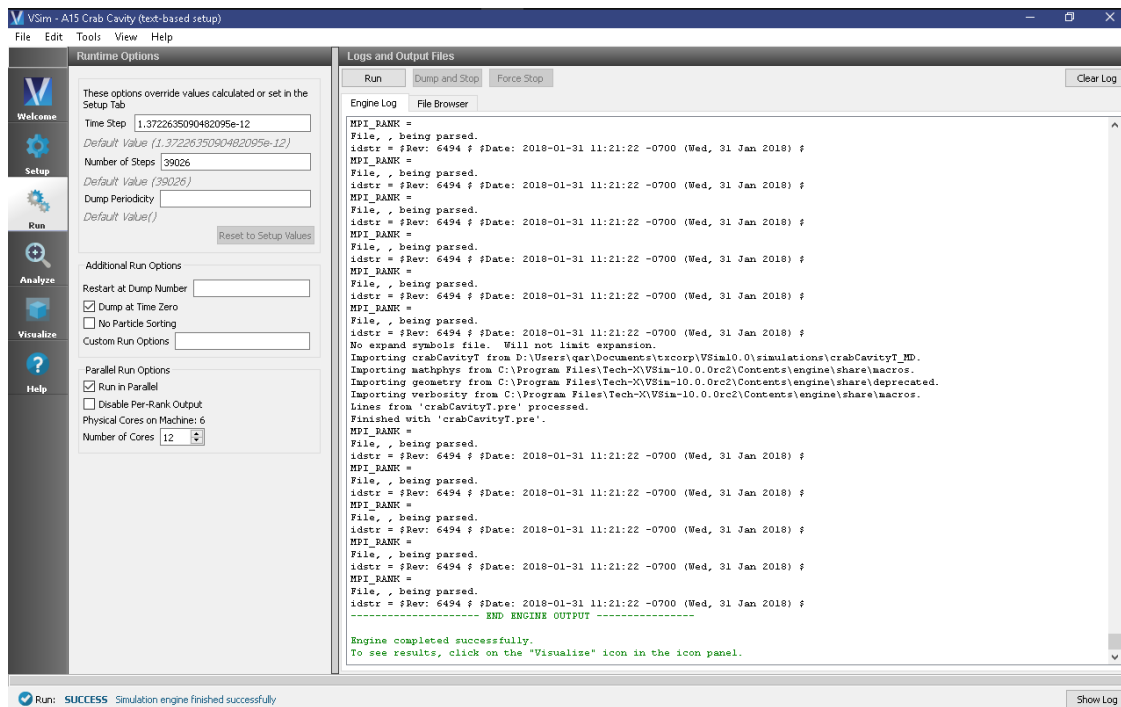 VSim - A15 Crab Cavity (text-based setup)
File Edit Tools View Help
Runtime Options
Logs and Output Files
Welcome
Setup
Run
Analyze
Visualize
Help
These options override values calculated or set in the
Setup Tab
Time Step 1.3722635090482095e-12
Default Value (1.3722635090482095e-12)
Number of Steps 39026
Default Value (39026)
Dump Periodicity
Default Value()
Reset to Setup Values
Additional Run Options
Restart at Dump Number
Dump at Time Zero
No Particle Sorting
Custom Run Options
Parallel Run Options
Run in Parallel
Disable Per-Rank Output
Physical Cores on Machine: 6
Number of Cores 12
Run Dump and Stop Force Stop Clear Log
Engine Log File Browser
MPI_RANK =
File, , being parsed.
idstr = $Rev: 6494 $ $Date: 2018-01-31 11:21:22 -0700 (Wed, 31 Jan 2018) $
MPI_RANK =
File, , being parsed.
idstr = $Rev: 6494 $ $Date: 2018-01-31 11:21:22 -0700 (Wed, 31 Jan 2018) $
MPI_RANK =
File, , being parsed.
idstr = $Rev: 6494 $ $Date: 2018-01-31 11:21:22 -0700 (Wed, 31 Jan 2018) $
MPI_RANK =
File, , being parsed.
idstr = $Rev: 6494 $ $Date: 2018-01-31 11:21:22 -0700 (Wed, 31 Jan 2018) $
MPI_RANK =
File, , being parsed.
idstr = $Rev: 6494 $ $Date: 2018-01-31 11:21:22 -0700 (Wed, 31 Jan 2018) $
MPI_RANK =
File, , being parsed.
idstr = $Rev: 6494 $ $Date: 2018-01-31 11:21:22 -0700 (Wed, 31 Jan 2018) $
No expand symbols file. Will not limit expansion.
Importing crabCavityT from D:\Users\qar\Documents\txcorp\VSim10.0\simulations\crabCavityT_MD.
Importing mathphys from C:\Program Files\Tech-X\VSim-10.0.0rc2\Contents\engine\share\macros.
Importing geometry from C:\Program Files\Tech-X\VSim-10.0.0rc2\Contents\engine\share\deprecated.
Importing verbosity from C:\Program Files\Tech-X\VSim-10.0.0rc2\Contents\engine\share\macros.
Lines from 'crabCavityT.pre' processed.
Finished with 'crabCavityT.pre'.
MPI_RANK =
File, , being parsed.
idstr = $Rev: 6494 $ $Date: 2018-01-31 11:21:22 -0700 (Wed, 31 Jan 2018) $
MPI_RANK =
File, , being parsed.
idstr = $Rev: 6494 $ $Date: 2018-01-31 11:21:22 -0700 (Wed, 31 Jan 2018) $
MPI_RANK =
File, , being parsed.
idstr = $Rev: 6494 $ $Date: 2018-01-31 11:21:22 -0700 (Wed, 31 Jan 2018) $
MPI_RANK =
File, , being parsed.
idstr = $Rev: 6494 $ $Date: 2018-01-31 11:21:22 -0700 (Wed, 31 Jan 2018) $
MPI_RANK =
File, , being parsed.
idstr = $Rev: 6494 $ $Date: 2018-01-31 11:21:22 -0700 (Wed, 31 Jan 2018) $
--------------------- END ENGINE OUTPUT ----------------
Engine completed successfully.
To see results, click on the "Visualize" icon in the icon panel.
Run: SUCCESS Simulation engine finished successfully
Show Log